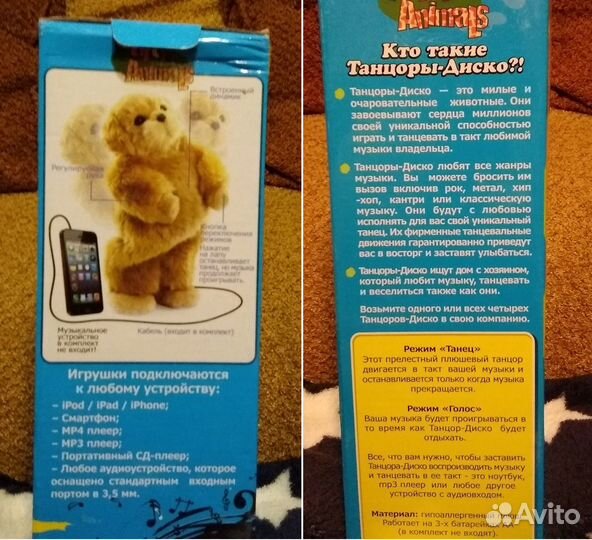 Animals
Встроенный
динамик
Регулируемая
Кнопка
переключения
режимов
Нажатие
на лапу
останавливает
танец, но музыка
продолжает
проигрывать.
Музыкальное
устройство
в комплект
не входит!
Кабель (входит в комплект)
Игрушки подключаются
к любому устройству:
– iPod / iPad / iPhone;
– Смартфон;
– MP4 плеер;
– MP3 плеер;
– Портативный СД-плеер;
– Любое аудиоустройство, которое
оснащено стандартным входным
портом в 3,5 мм.
Animals
Кто такие
Танцоры-Диско?!
Танцоры-Диско — это милые и
очаровательные животные. Они
завоевывают сердца миллионов
своей уникальной способностью
играть и танцевать в такт любимой
музыки владельца.
Танцоры-Диско любят все жанры
музыки. Вы можете бросить им
вызов включив рок, метал, хип
-хоп, кантри или классическую
музыку. Они будут с любовью
исполнять для вас свой уникальный
танец. Их фирменные танцевальные
движения гарантированно приведут
вас в восторг и заставят улыбаться.
Танцоры-Диско ищут дом с хозяином,
который любит музыку, танцевать
и веселиться также как они.
Возьмите одного или всех четырех
Танцоров-Диско в свою компанию.
Режим «Танец»
Этот прелестный плюшевый танцор
двигается в такт вашей музыки и
останавливается только когда музыка
прекращается.
Режим «Голос»
Ваша музыка будет проигрываться в
то время как Танцор-Диско будет
отдыхать.
Все, что вам нужно, чтобы заставить
Танцора-Диско воспроизводить музыку
и танцевать в ее такт - это ноутбук,
mp3 плеер или любое другое
устройство с аудиовходом.
Материал: гипоаллергенный
Работает на 3-х батарейках
(в комплект не входят).
Avito